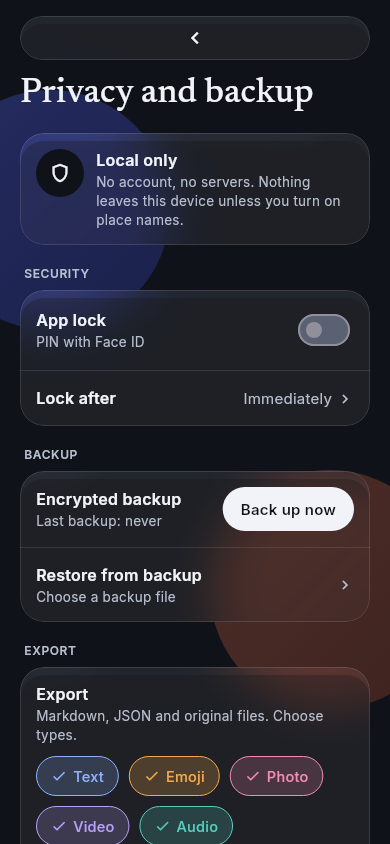 Privacy and backup
Local only
No account, no servers. Nothing
leaves this device unless you turn on
place names.
SECURITY
App lock
PIN with Face ID
Lock after
Immediately
BACKUP
Encrypted backup
Last backup: never
Back up now
Restore from backup
Choose a backup file
EXPORT
Export
Markdown, JSON and original files. Choose
types.
Text
Emoji
Photo
Video
Audio